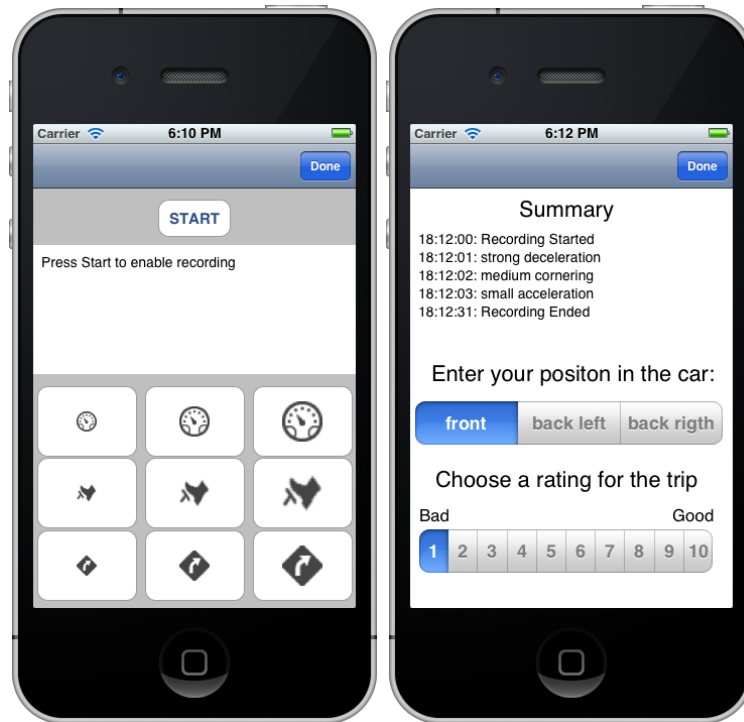 Carrier 6:10 PM
Done
START
Press Start to enable recording
Carrier 6:12 PM
Done
Summary
18:12:00: Recording Started
18:12:01: strong deceleration
18:12:02: medium cornering
18:12:03: small acceleration
18:12:31: Recording Ended
Enter your positon in the car:
front back left back rigth
Choose a rating for the trip
Bad Good
1 2 3 4 5 6 7 8 9 10